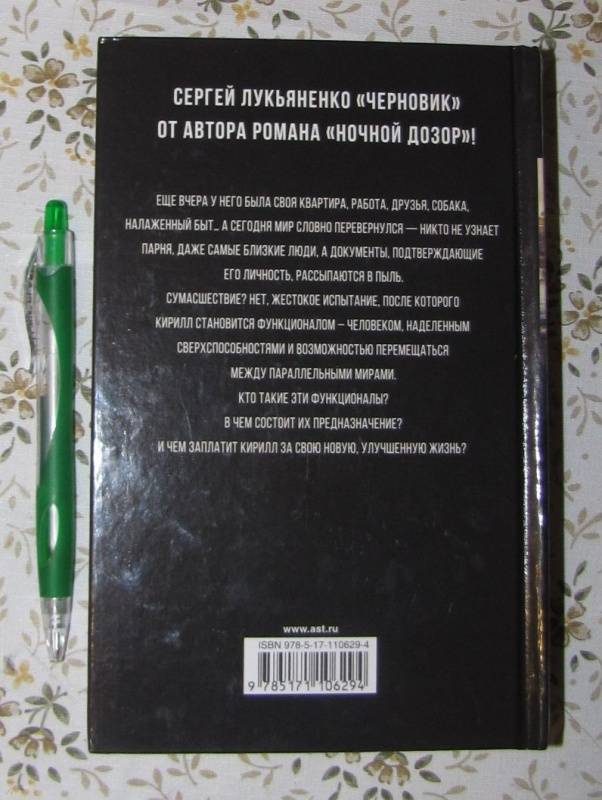 СЕРГЕЙ ЛУКЬЯНЕНКО «ЧЕРНОВИК»
ОТ АВТОРА РОМАНА «НОЧНОЙ ДОЗОР»!
ЕЩЕ ВЧЕРА У НЕГО БЫЛА СВОЯ КВАРТИРА, РАБОТА, ДРУЗЬЯ, СОБАКА,
НАЛАЖЕННЫЙ БЫТ… А СЕГОДНЯ МИР СЛОВНО ПЕРЕВЕРНУЛСЯ — НИКТО НЕ УЗНАЕТ
ПАРНЯ, ДАЖЕ САМЫЕ БЛИЗКИЕ ЛЮДИ, А ДОКУМЕНТЫ, ПОДТВЕРЖДАЮЩИЕ
ЕГО ЛИЧНОСТЬ, РАССЫПАЮТСЯ В ПЫЛЬ.
СУМАСШЕСТВИЕ? НЕТ, ЖЕСТОКОЕ ИСПЫТАНИЕ, ПОСЛЕ КОТОРОГО
КИРИЛЛ СТАНОВИТСЯ ФУНКЦИОНАЛОМ – ЧЕЛОВЕКОМ, НАДЕЛЕННЫМ
СВЕРХСПОСОБНОСТЯМИ И ВОЗМОЖНОСТЬЮ ПЕРЕМЕЩАТЬСЯ
МЕЖДУ ПАРАЛЛЕЛЬНЫМИ МИРАМИ.
КТО ТАКИЕ ЭТИ ФУНКЦИОНАЛЫ?
В ЧЕМ СОСТОИТ ИХ ПРЕДНАЗНАЧЕНИЕ?
И ЧЕМ ЗАПЛАТИТ КИРИЛЛ ЗА СВОЮ НОВУЮ, УЛУЧШЕННУЮ ЖИЗНЬ?
www.ast.ru
ISBN 978-5-17-110629-4
9 785171 106294